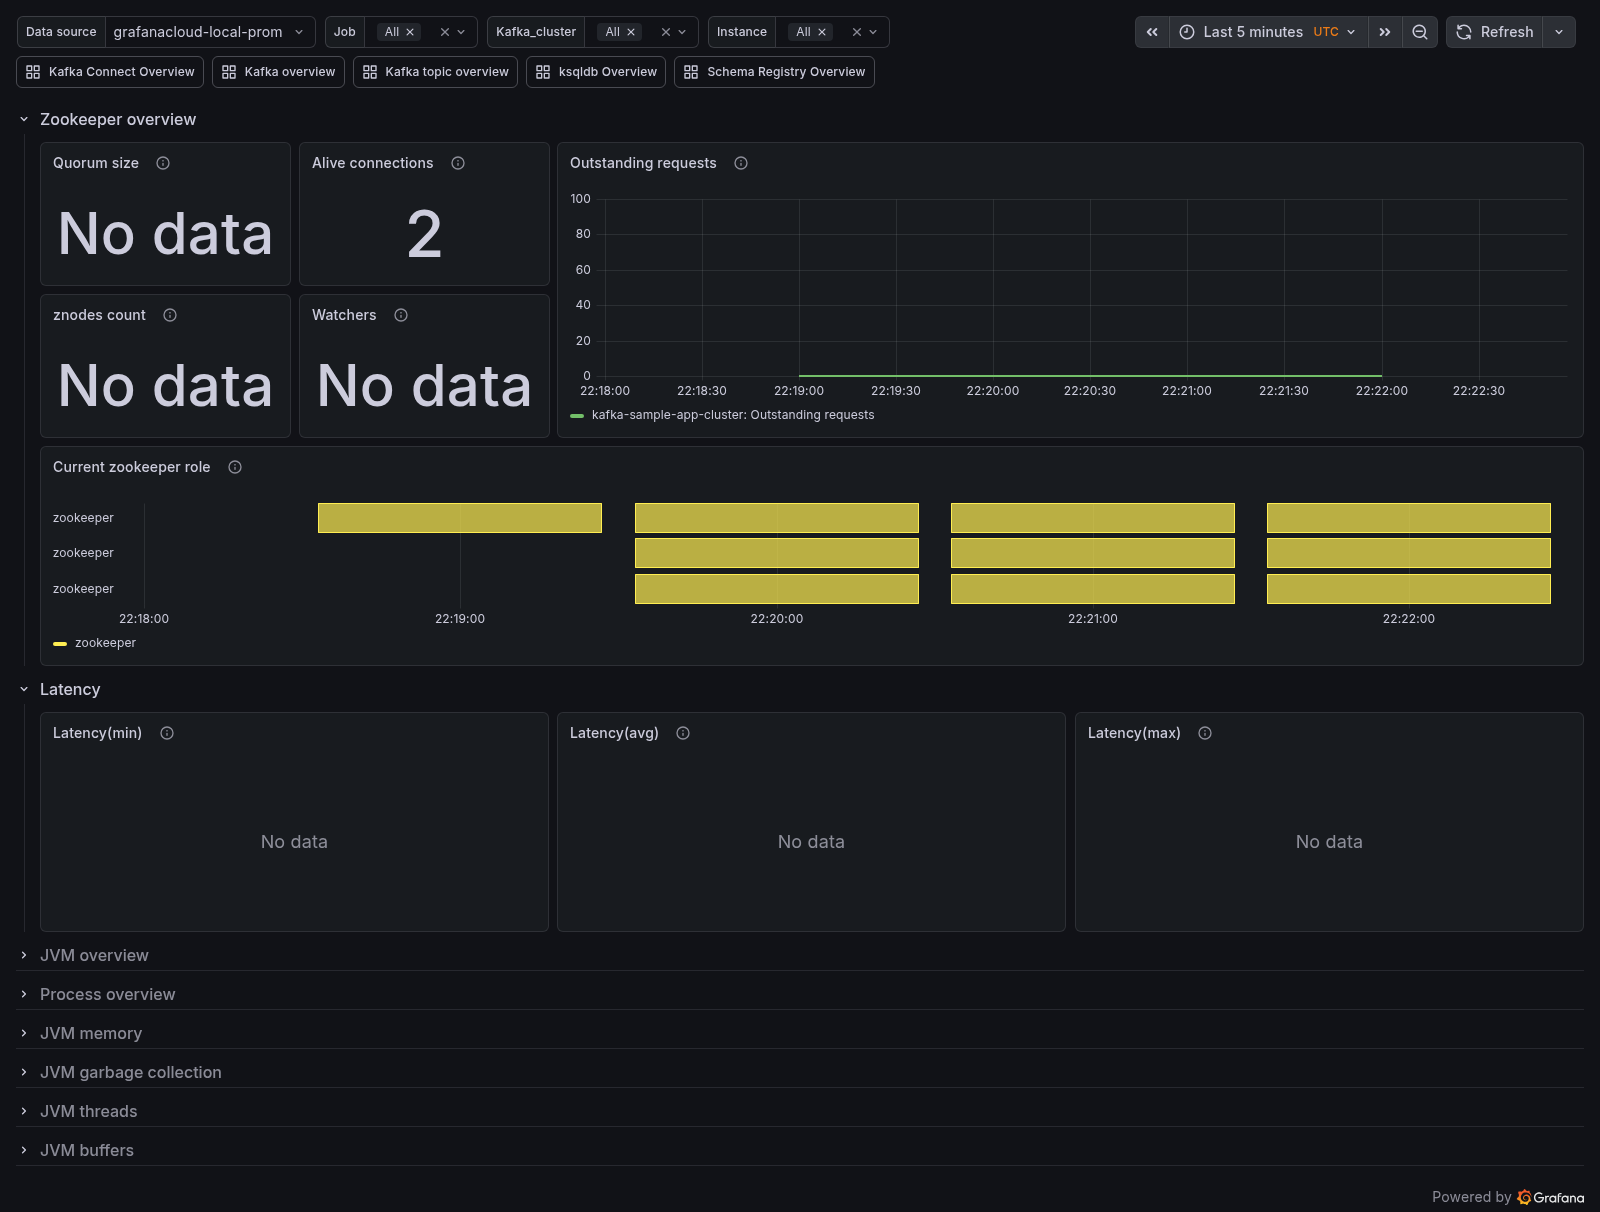 Data source grafanacloud-local-prom Job All Kafka_cluster All Instance All Last 5 minutes UTC Refresh
Kafka Connect Overview Kafka overview Kafka topic overview ksqldb Overview Schema Registry Overview
Zookeeper overview
Quorum size
No data
Alive connections
2
znodes count
No data
Watchers
No data
Outstanding requests
100
80
60
40
20
0
22:18:00 22:18:30 22:19:00 22:19:30 22:20:00 22:20:30 22:21:00 22:21:30 22:22:00 22:22:30
kafka-sample-app-cluster: Outstanding requests
Current zookeeper role
zookeeper
zookeeper
zookeeper
22:18:00 22:19:00 22:20:00 22:21:00 22:22:00
zookeeper
Latency
Latency(min)
No data
Latency(avg)
No data
Latency(max)
No data
JVM overview
Process overview
JVM memory
JVM garbage collection
JVM threads
JVM buffers
Powered by Grafana